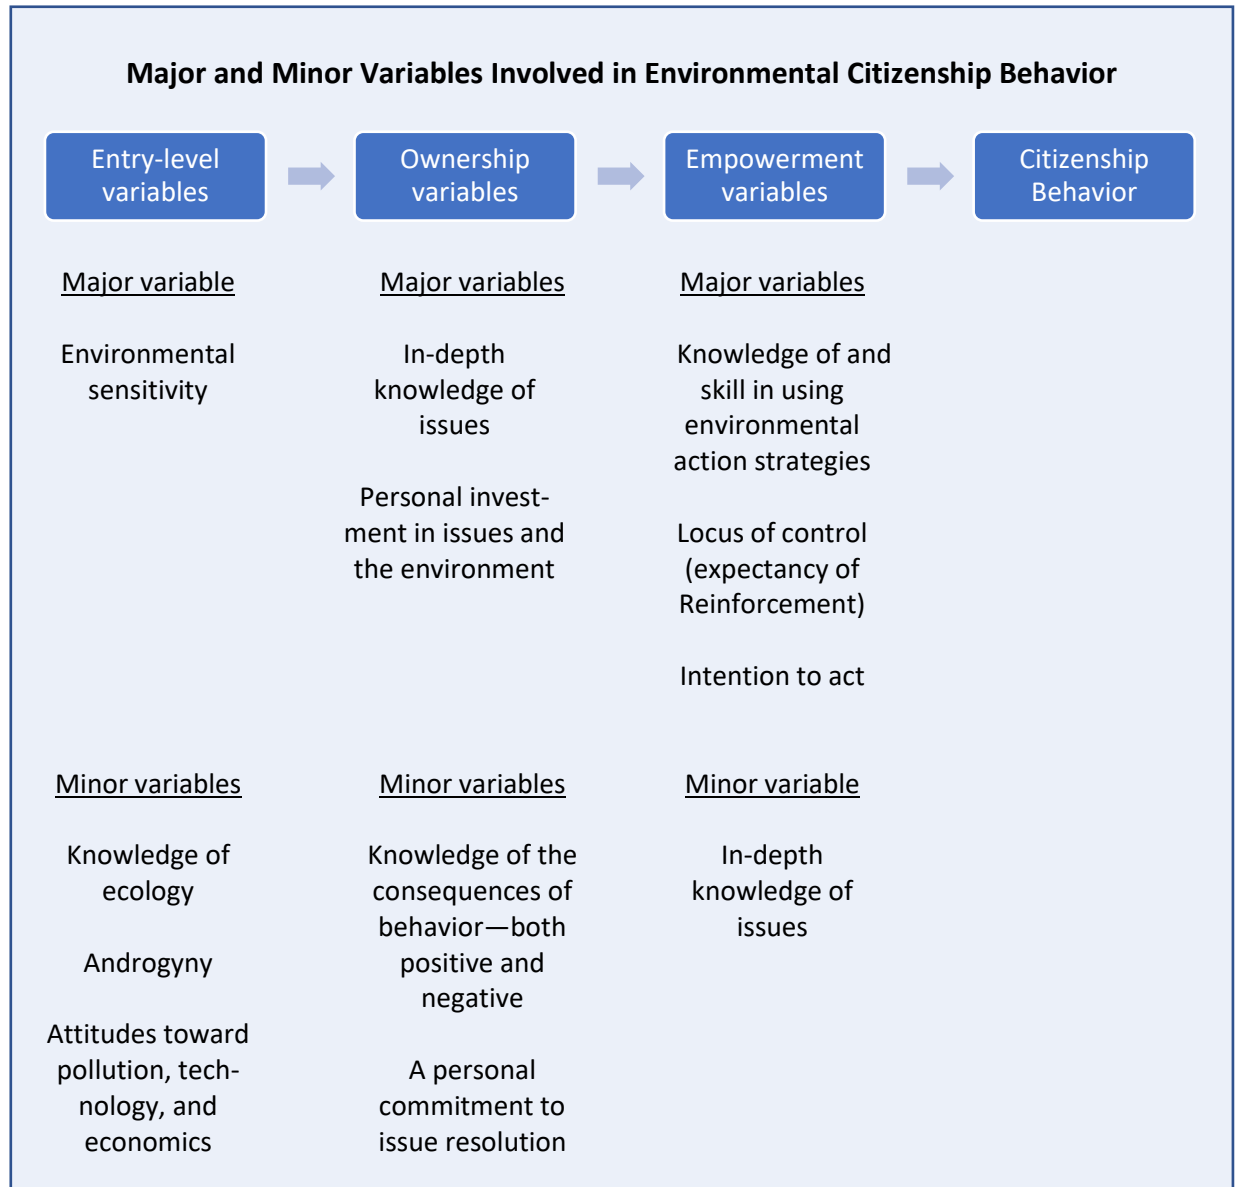 Major and Minor Variables Involved in Environmental Citizenship Behavior
Entry-level
variables
Ownership
variables
Empowerment
variables
Citizenship
Behavior
Major variable
Environmental
sensitivity
Major variables
In-depth
knowledge of
issues
Personal invest-
ment in issues and
the environment
Major variables
Knowledge of and
skill in using
environmental
action strategies
Locus of control
(expectancy of
Reinforcement)
Intention to act
Minor variables
Knowledge of
ecology
Androgyny
Attitudes toward
pollution, tech-
nology, and
economics
Minor variables
Knowledge of the
consequences of
behavior—both
positive and
negative
A personal
commitment to
issue resolution
Minor variable
In-depth
knowledge of
issues